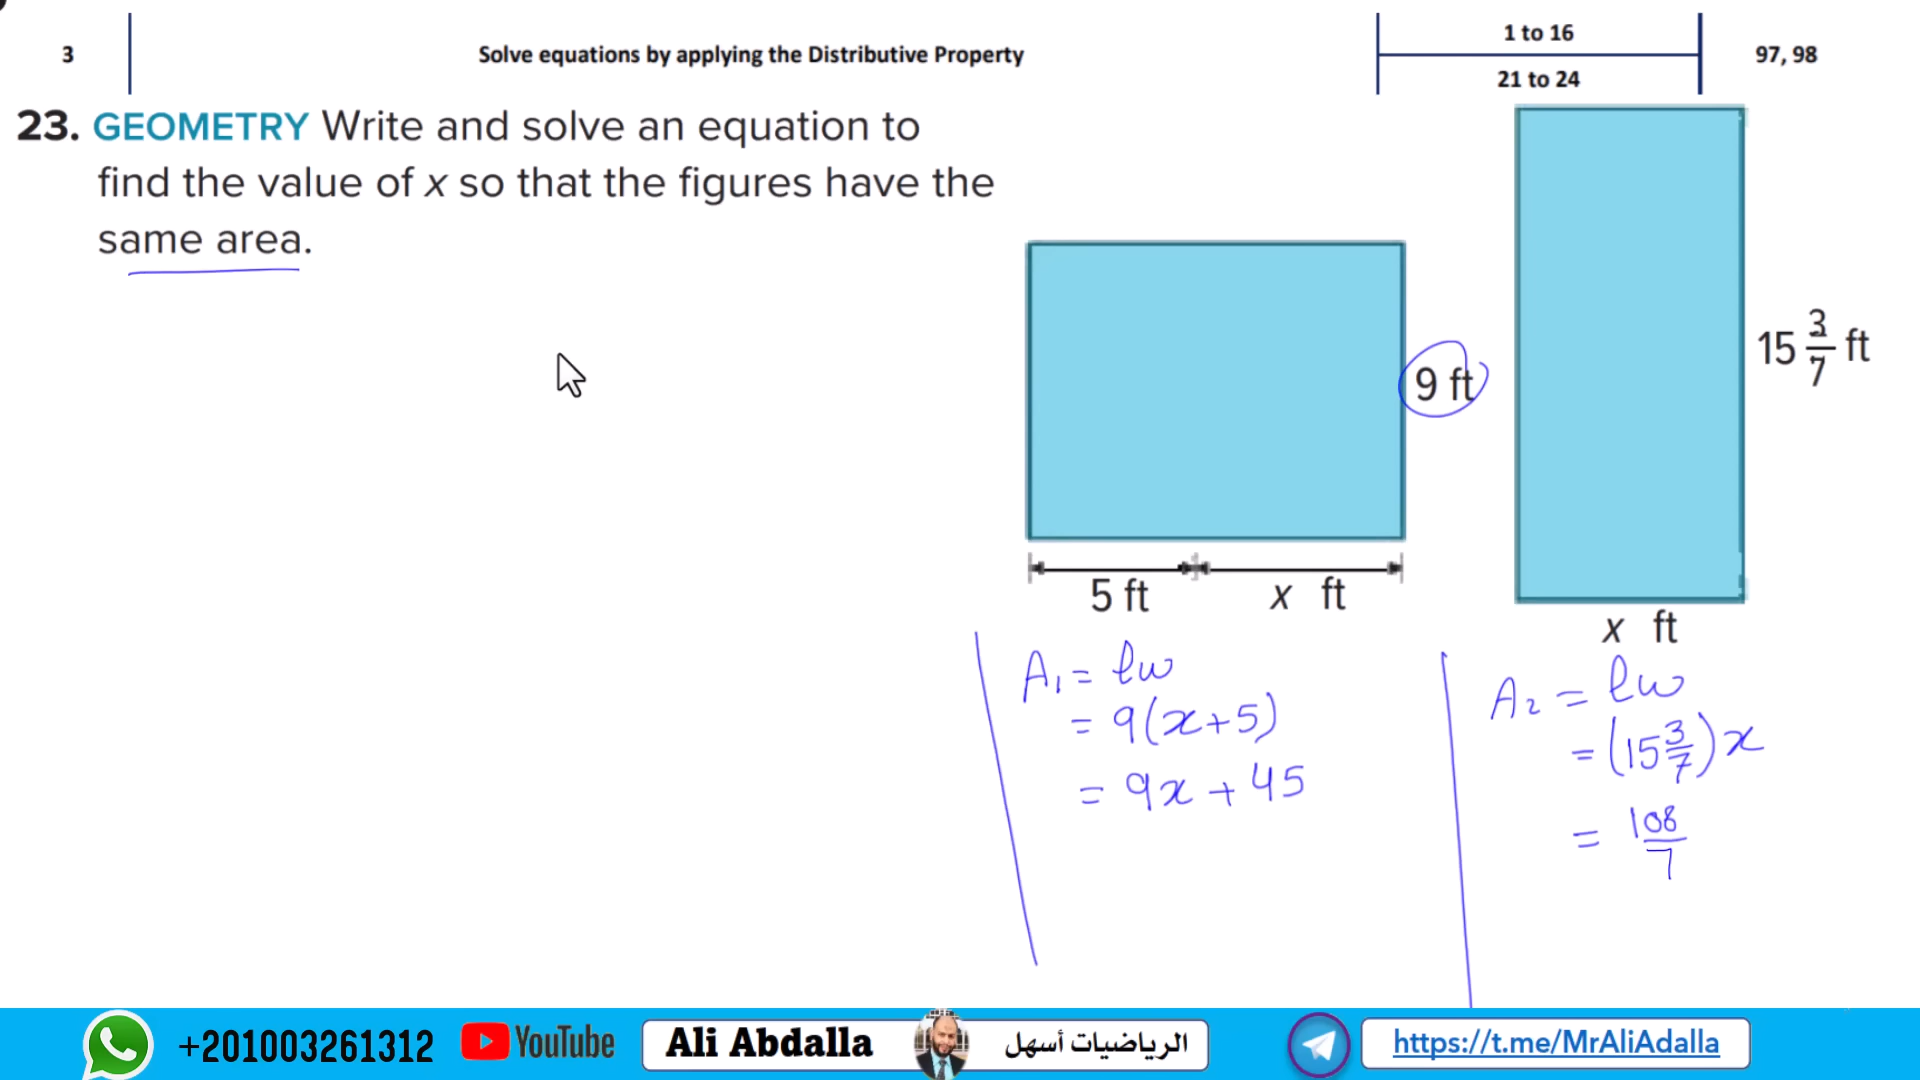 3
Solve equations by applying the Distributive Property
1 to 16
21 to 24
97, 98
23. GEOMETRY Write and solve an equation to
find the value of x so that the figures have the
same area.
9 ft
5 ft
x ft
15 3/7 ft
x ft
A₁ = lw
= 9(x+5)
= 9x + 45
A₂ = lw
= (15 3/7) x
= 108/7
+201003261312
YouTube
Ali Abdalla
الرياضيات أسهل
https://t.me/MrAliAdalla